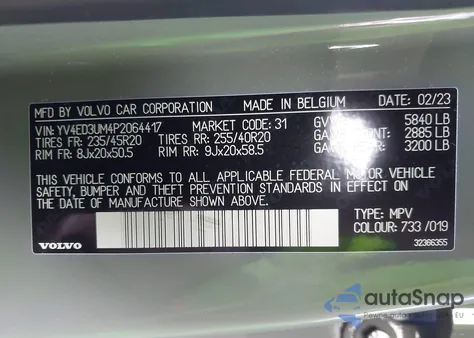 MFD BY VOLVO CAR CORPORATION MADE IN BELGIUM 02/23
VIN: YV4ED3UM4P2064417 MARKET CODE: 31 5840 LB
TIRES FR: 235/45R20 TIRES RR: 255/40R20 2885 LB
RIM FR: 8Jx20x50.5 RIM RR: 9Jx20x58.5 3200 LB
THIS VEHICLE CONFORMS TO ALL APPLICABLE FEDERAL MOTOR VEHICLE
SAFETY, BUMPER AND THEFT PREVENTION STANDARDS IN EFFECT ON
THE DATE OF MANUFACTURE SHOWN ABOVE.
TYPE: MPV
COLOUR: 733 /019
VOLVO 32366355
autoSnap